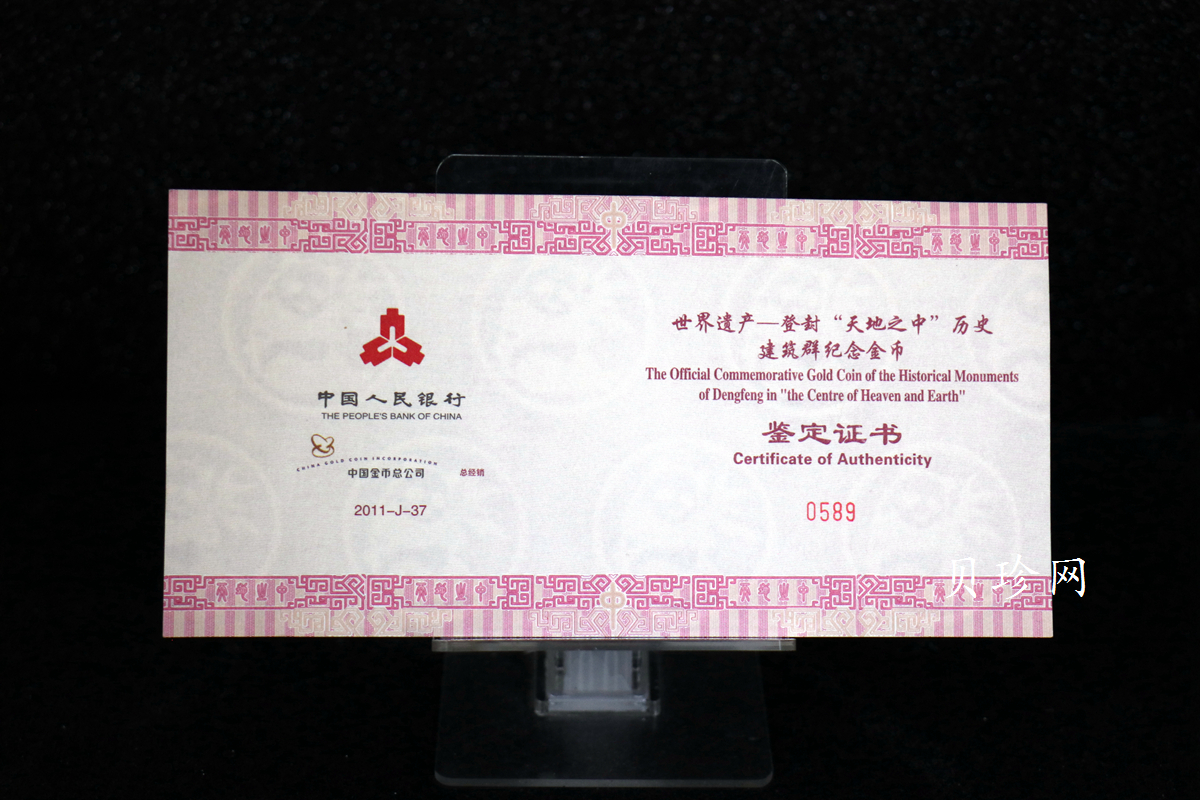 中国人民银行
THE PEOPLE'S BANK OF CHINA
CHINA GOLD COIN INCORPORATION
中国金币总公司 总经销
2011-J-37
世界遗产—登封“天地之中”历史
建筑群纪念金币
The Official Commemorative Gold Coin of the Historical Monuments
of Dengfeng in "the Centre of Heaven and Earth"
鉴定证书
Certificate of Authenticity
0589
贝珍网